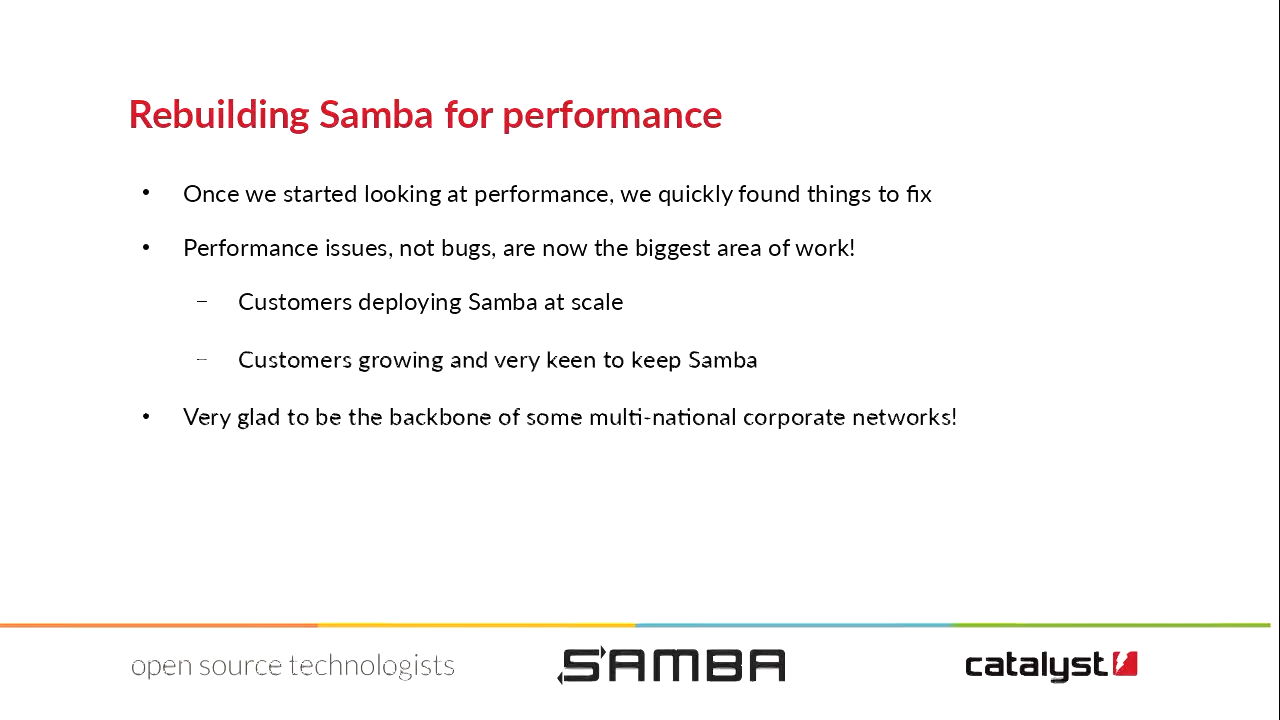 Rebuilding Samba for performance
• Once we started looking at performance, we quickly found things to fix
• Performance issues, not bugs, are now the biggest area of work!
– Customers deploying Samba at scale
– Customers growing and very keen to keep Samba
• Very glad to be the backbone of some multi-national corporate networks!
open source technologists
SAMBA
catalyst